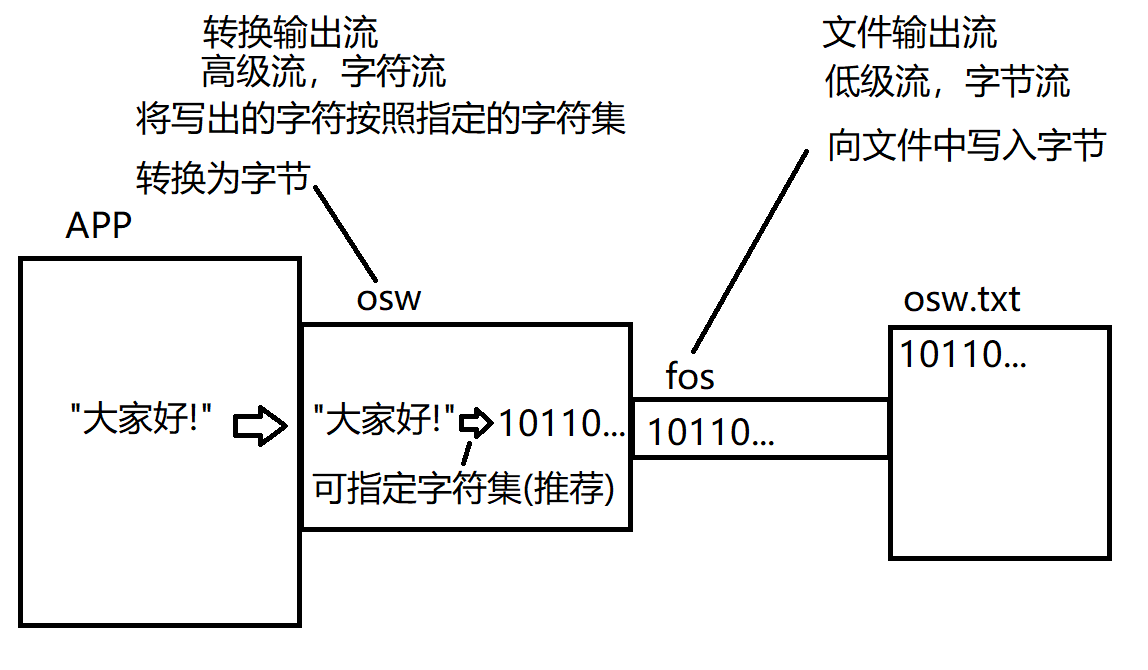 转换输出流
高级流，字符流
将写出的字符按照指定的字符集
转换为字节
文件输出流
低级流，字节流
向文件中写入字节
APP
osw
osw.txt
10110...
fos
"大家好!"
"大家好!"
10110...
10110...
可指定字符集(推荐)